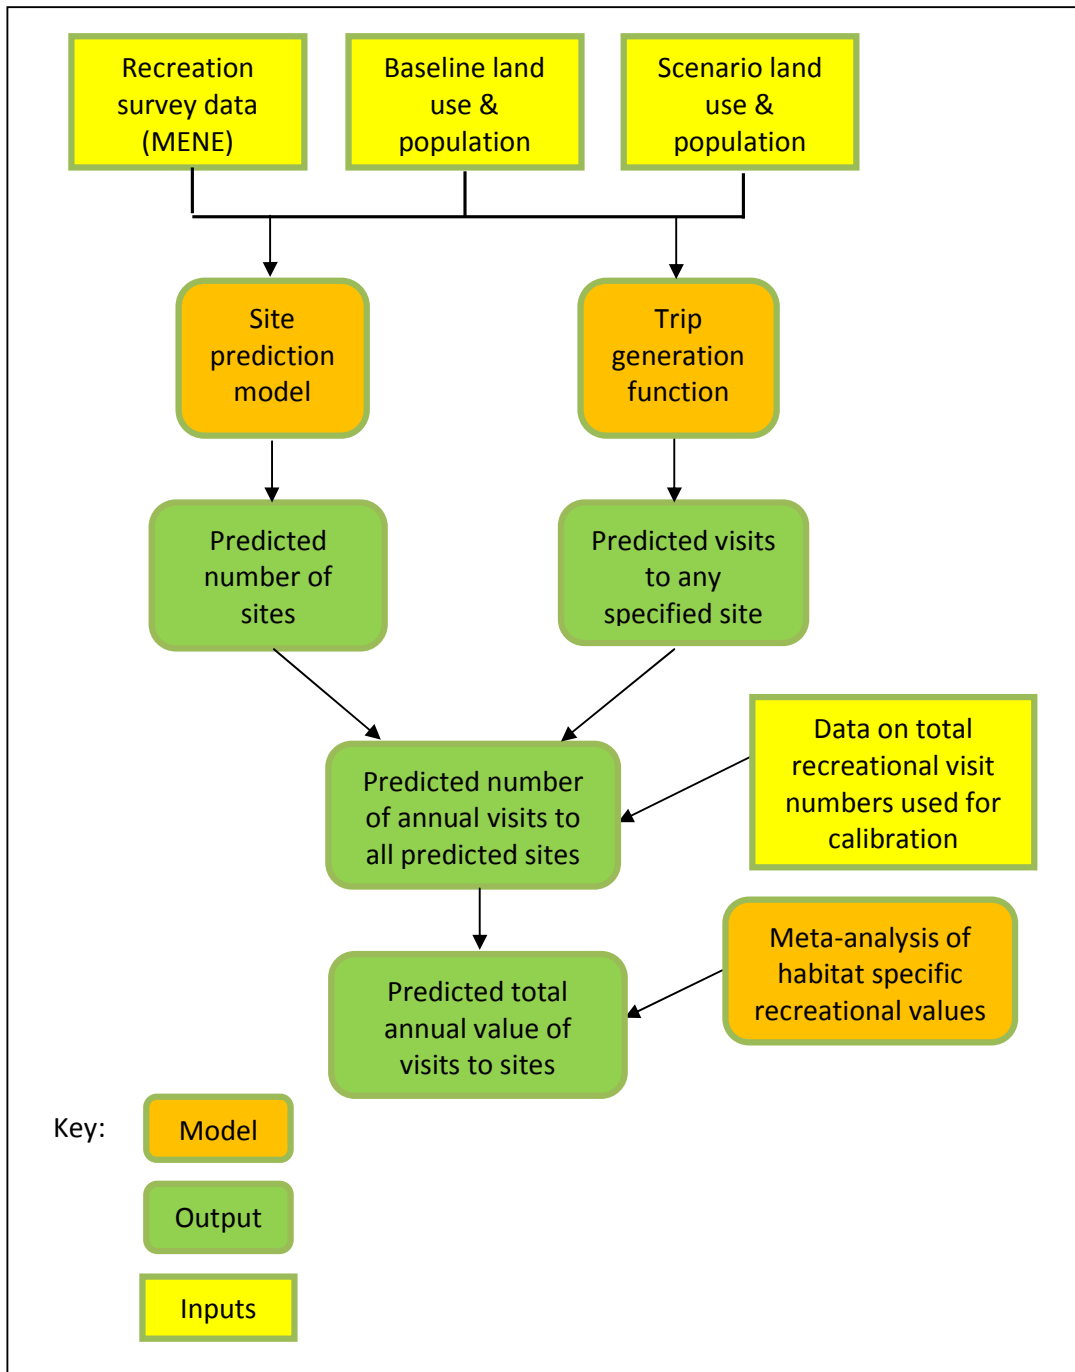 Recreation
survey data
(MENE)
Baseline land
use &
population
Scenario land
use &
population
Site
prediction
model
Trip
generation
function
Predicted
number of
sites
Predicted visits
to any
specified site
Predicted number
of annual visits to
all predicted sites
Data on total
recreational visit
numbers used for
calibration
Predicted total
annual value of
visits to sites
Meta-analysis of
habitat specific
recreational values
Key:
Model
Output
Inputs